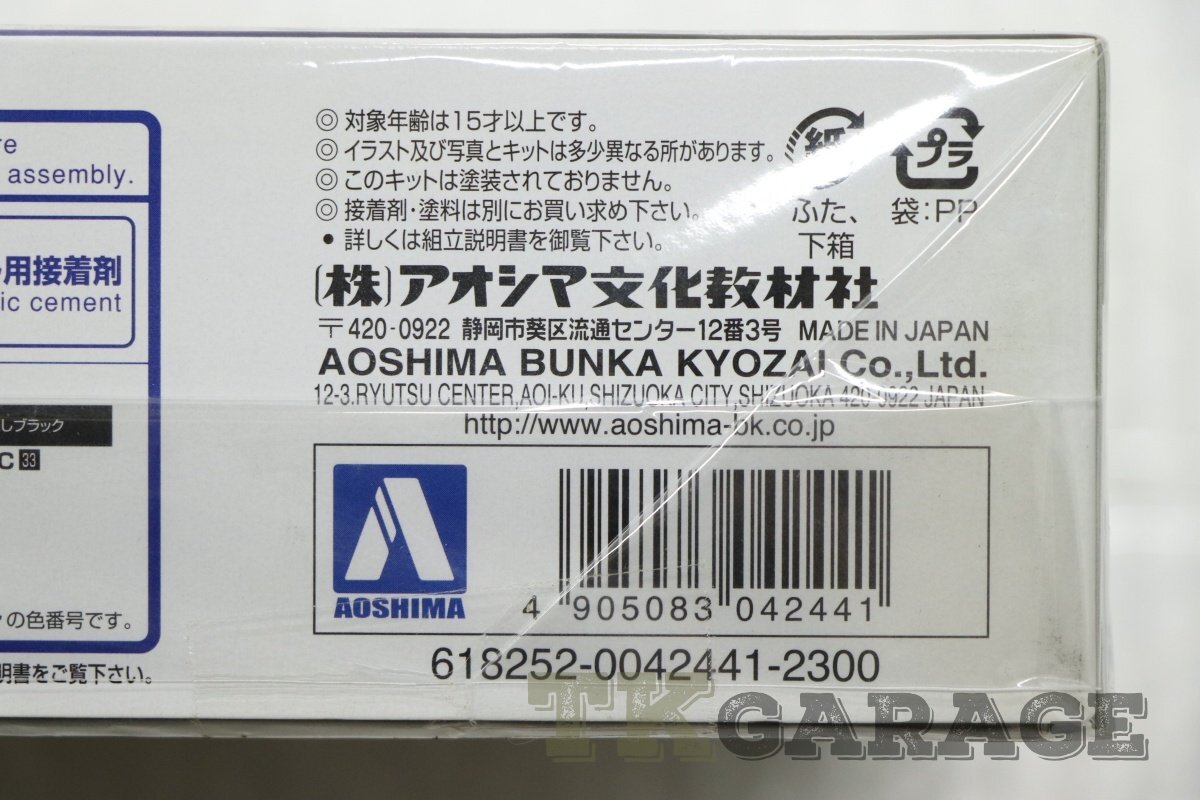 re
assembly.
用接着剤
ic cement
しブラック
C 33
の色番号です。
明書をご覧下さい。
◎ 対象年齢は15才以上です。
◎ イラスト及び写真とキットは多少異なる所があります。
◎ このキットは塗装されておりません。
◎ 接着剤・塗料は別にお買い求め下さい。
• 詳しくは組立説明書を御覧下さい。
紙
ふた、
下箱
プラ
袋:PP
(株)アオシマ文化教材社
〒420-0922 静岡市葵区流通センター12番3号 MADE IN JAPAN
AOSHIMA BUNKA KYOZAI Co.,Ltd.
12-3.RYUTSU CENTER,AOI-KU,SHIZUOKA CITY,SHIZUOKA 420-0922 JAPAN
http://www.aoshima-bk.co.jp
AOSHIMA
4 905083 042441
618252-0042441-2300
TK GARAGE